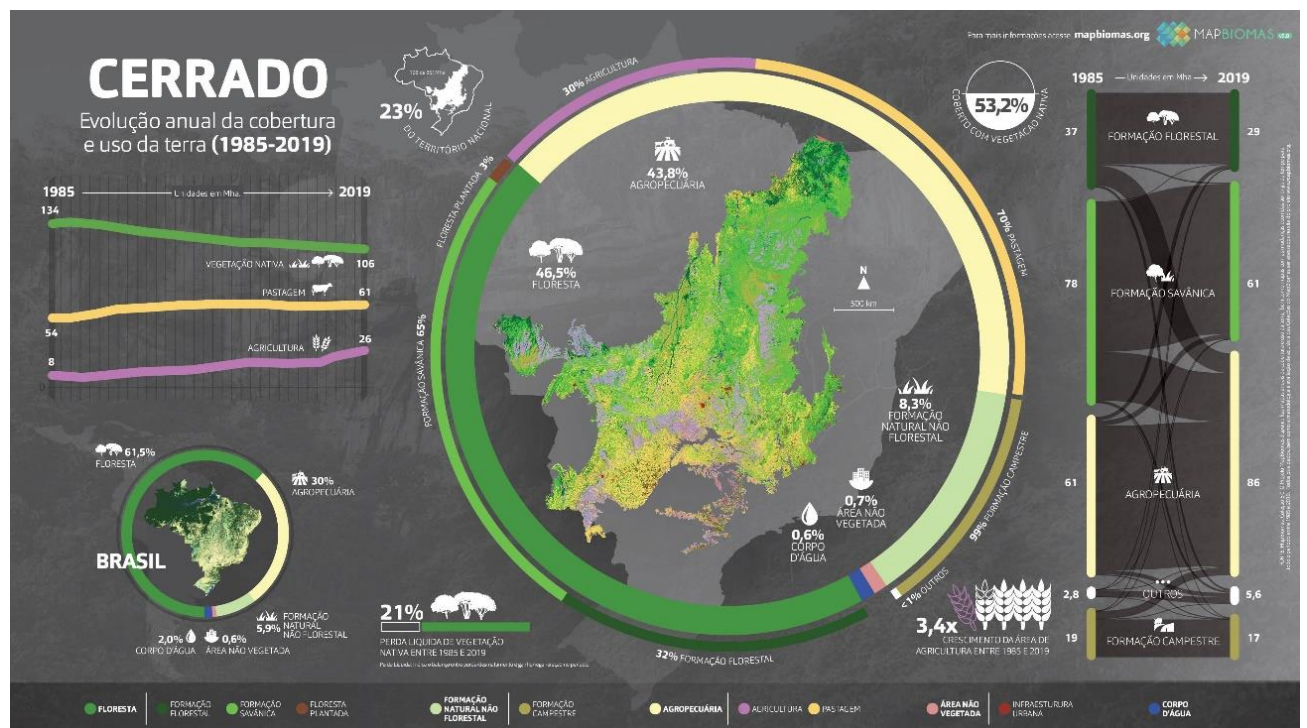 CERRADO
Evolução anual da cobertura
e uso da terra (1985-2019)
1985
Unidades em Mha.
2019
134
VEGETAÇÃO NATIVA
106
PASTAGEM
61
54
AGRICULTURA
26
8
0
61,5%
FLORESTA
30%
AGROPECUÁRIA
BRASIL
FORMAÇÃO
5,9% NATURAL
NÃO FLORESTAL
2,0%
CORPO D'ÁGUA
0,6%
ÁREA NÃO VEGETADA
23%
DO TERRITÓRIO NACIONAL
30% AGRICULTURA
FLORESTA PLANTADA 3%
FORMAÇÃO SAVÂNICA 65%
32% FORMAÇÃO FLORESTAL
70% PASTAGEM
99% FORMAÇÃO CAMPESTRE
<1% OUTROS
43,8%
AGROPECUÁRIA
46,5%
FLORESTA
N
300 km
8,3%
FORMAÇÃO
NATURAL NÃO
FLORESTAL
0,7%
ÁREA NÃO
VEGETADA
0,6%
CORPO
D'ÁGUA
21%
PERDA LÍQUIDA DE VEGETAÇÃO
NATIVA ENTRE 1985 E 2019
3,4x
CRESCIMENTO DA ÁREA DE
AGRICULTURA ENTRE 1985 E 2019
53,2%
COBERTO COM VEGETAÇÃO NATIVA
Para mais informações acesse mapbiomas.org
MAPBIOMAS
1985
Unidades em Mha
2019
37
FORMAÇÃO FLORESTAL
29
78
FORMAÇÃO SAVÂNICA
61
61
AGROPECUÁRIA
86
2,8
OUTROS
5,6
19
FORMAÇÃO CAMPESTRE
17
FLORESTA
FORMAÇÃO
FLORESTAL
FORMAÇÃO
SAVÂNICA
FLORESTA
PLANTADA
FORMAÇÃO
NATURAL NÃO
FLORESTAL
FORMAÇÃO
CAMPESTRE
AGROPECUÁRIA
AGRICULTURA
PASTAGEM
ÁREA NÃO
VEGETADA
INFRAESTURURA
URBANA
CORPO
D'ÁGUA